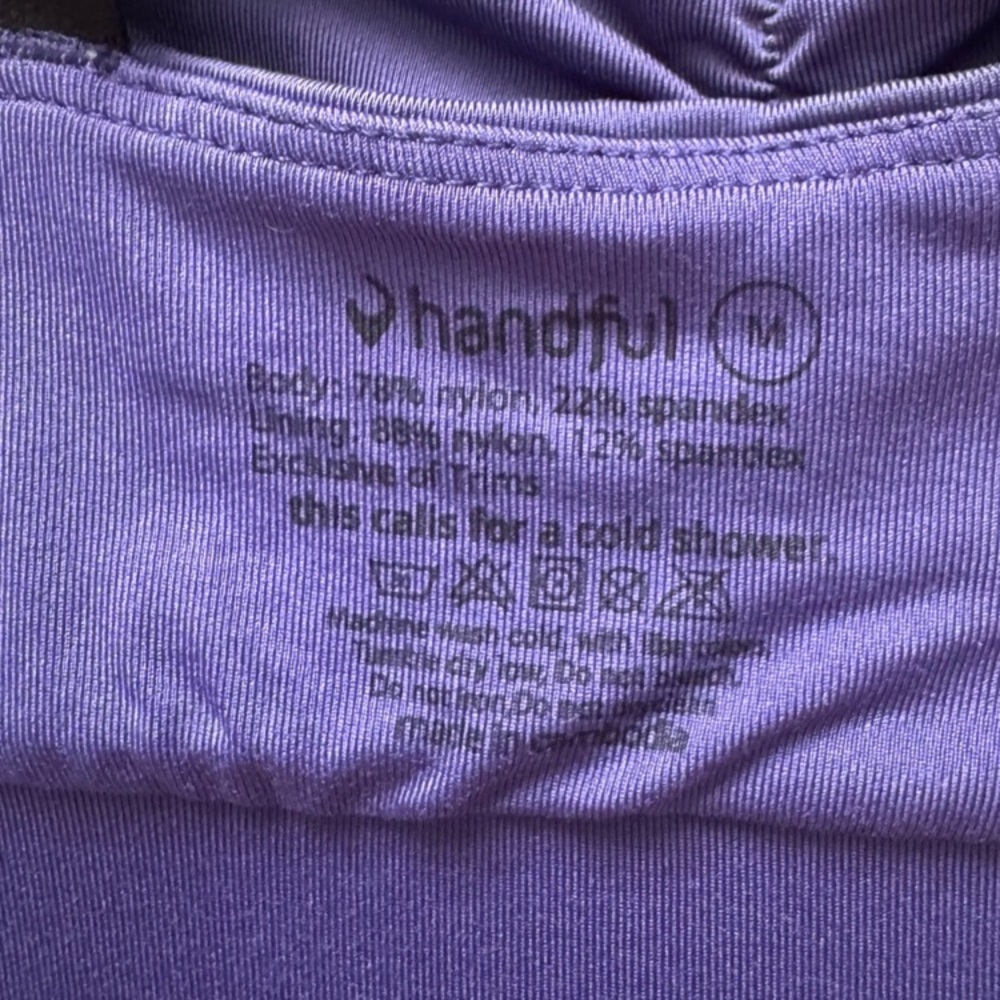 handful M
Body: 78% nylon, 22% spandex
Lining: 88% nylon, 12% spandex
Exclusive of Trims
this calls for a cold shower.
30
Machine wash cold, with like colors.
Tumble dry low, Do not bleach.
Do not iron.Do not dryclean
made in cambodia